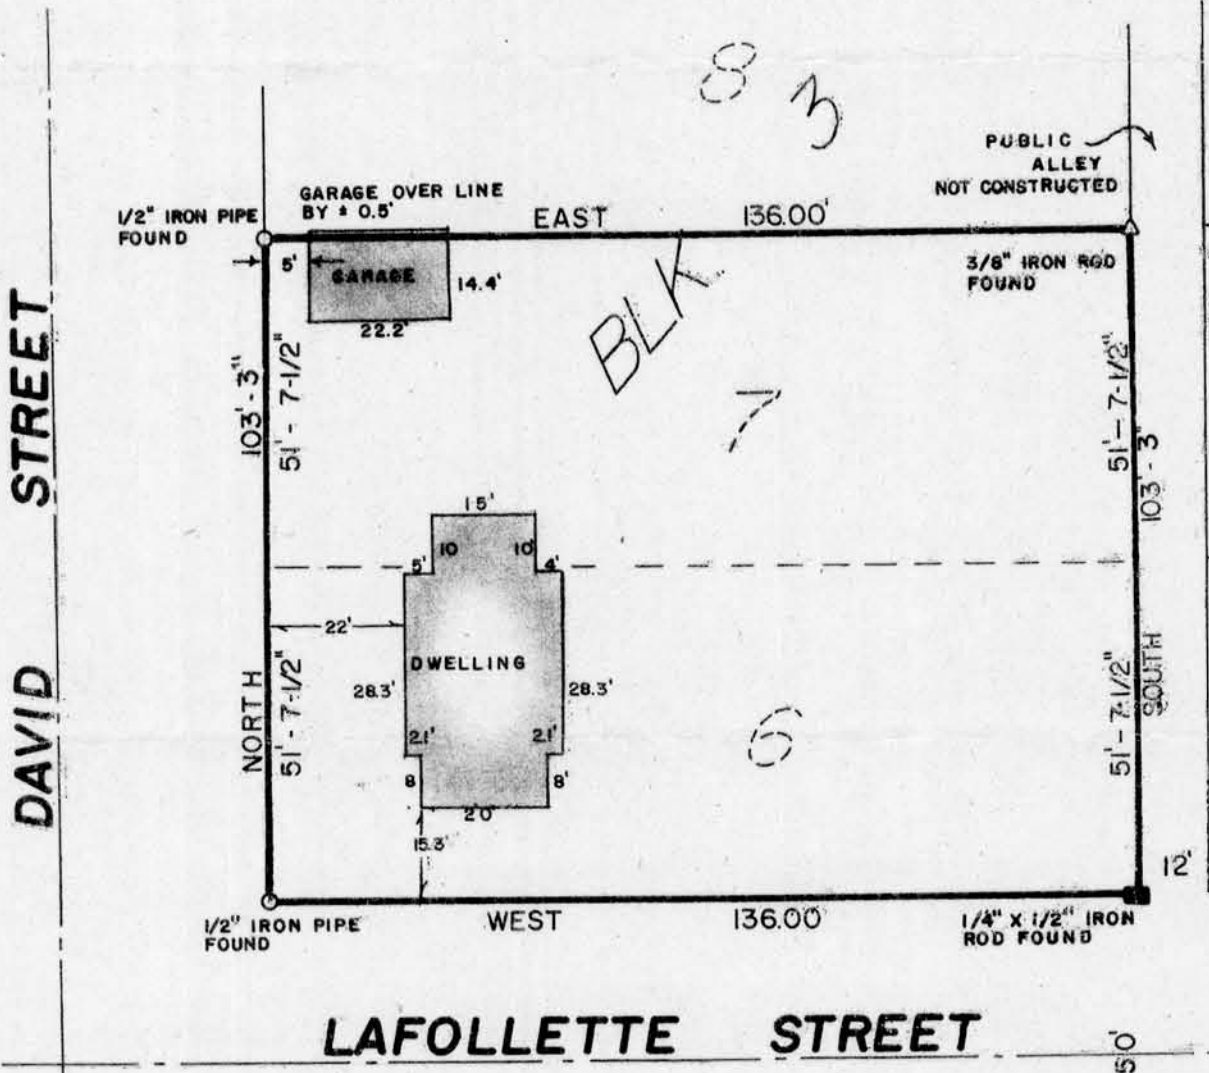 8
3
PUBLIC
ALLEY
NOT CONSTRUCTED
GARAGE OVER LINE
BY ± 0.5'
1/2" IRON PIPE
FOUND
EAST 136.00'
3/8" IRON ROD
FOUND
5'
GARAGE
14.4'
22.2'
BLK
7
DAVID STREET
NORTH 103'-3"
51'-7-1/2"
51'-7-1/2"
51'-7-1/2"
51'-7-1/2"
SOUTH 103'-3"
15'
10
10'
5'
4'
22'
DWELLING
28.3'
28.3'
2.1'
2.1'
8
8'
20'
15.3'
6
12'
1/2" IRON PIPE
FOUND
WEST 136.00'
1/4" X 1/2" IRON
ROD FOUND
LAFOLLETTE STREET